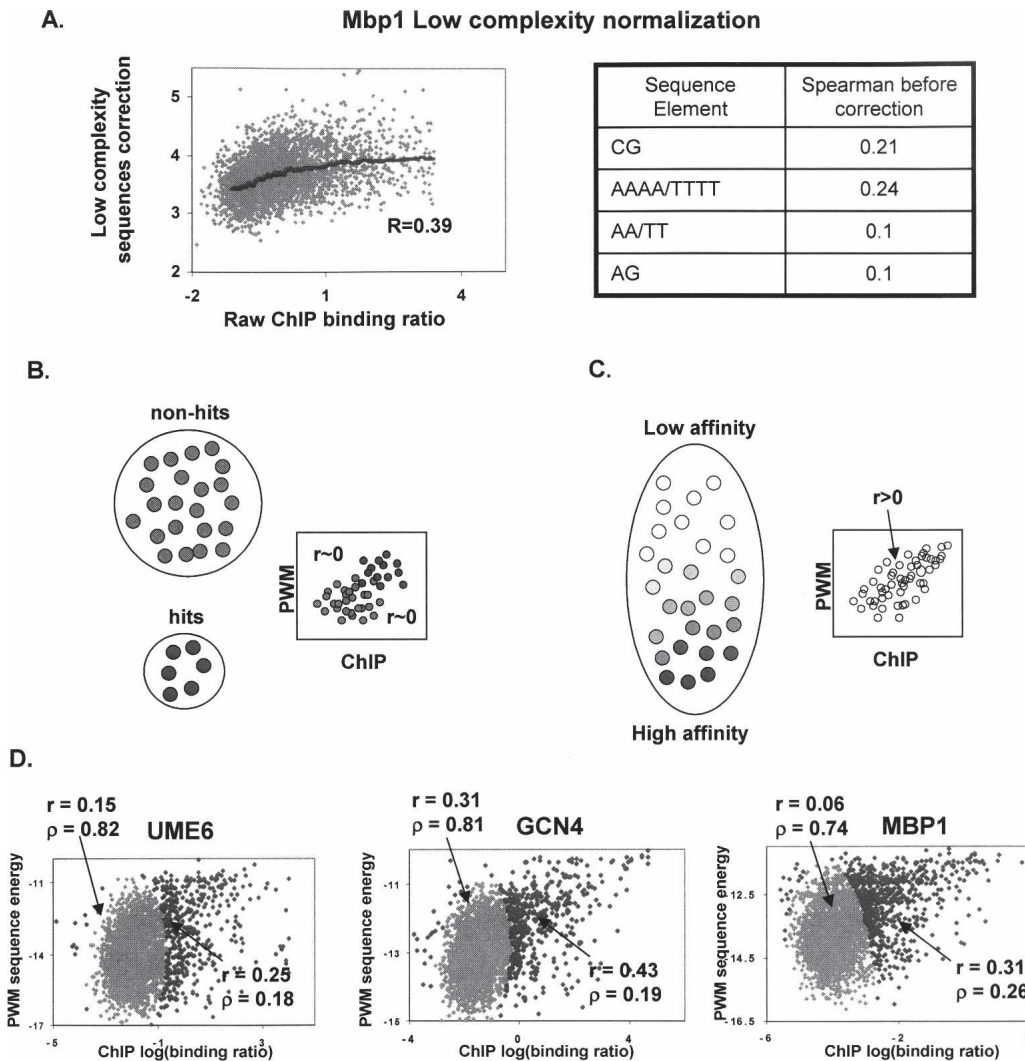 A.
Mbp1 Low complexity normalization
Low complexity
sequences correction
5
4
3
2
-2
1
4
R=0.39
Raw ChIP binding ratio
Sequence Element
Spearman before correction
CG
0.21
AAAA/TTTT
0.24
AA/TT
0.1
AG
0.1
B.
non-hits
hits
PWM
r~0
r~0
ChIP
C.
Low affinity
High affinity
r>0
PWM
ChIP
D.
r = 0.15
ρ = 0.82
UME6
PWM sequence energy
-11
-14
-17
r = 0.25
ρ = 0.18
-5
-1
3
ChIP log(binding ratio)
r = 0.31
ρ = 0.81
GCN4
PWM sequence energy
-11
-13
-15
r = 0.43
ρ = 0.19
-4
0
4
ChIP log(binding ratio)
r = 0.06
ρ = 0.74
MBP1
PWM sequence energy
-12.5
-14.5
-16.5
r = 0.31
ρ = 0.26
-6
-2
ChIP log(binding ratio)